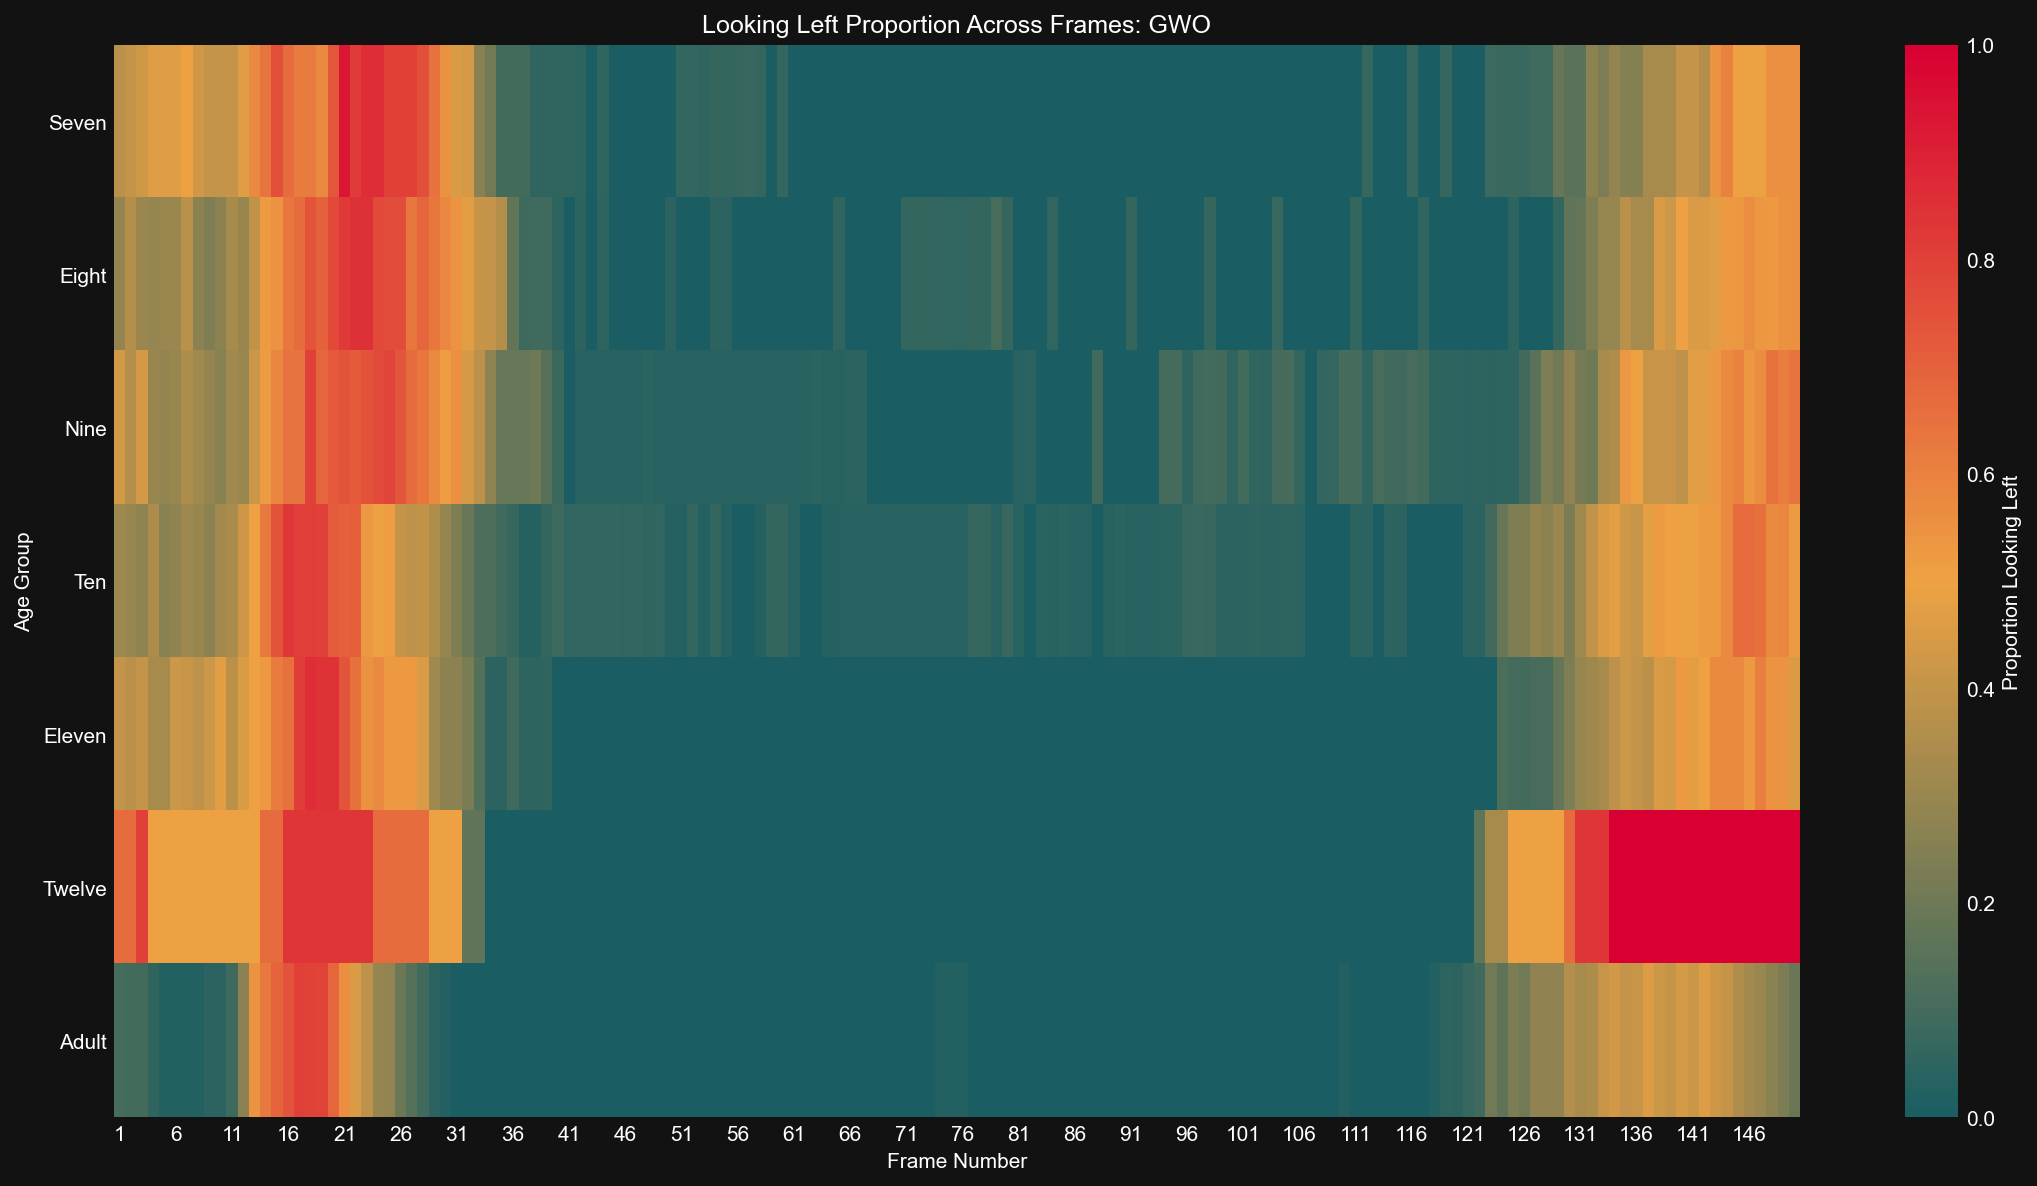 Looking Left Proportion Across Frames: GWO
Age Group
Seven
Eight
Nine
Ten
Eleven
Twelve
Adult
1 6 11 16 21 26 31 36 41 46 51 56 61 66 71 76 81 86 91 96 101 106 111 116 121 126 131 136 141 146
Frame Number
1.0
0.8
0.6
0.4
0.2
0.0
Proportion Looking Left